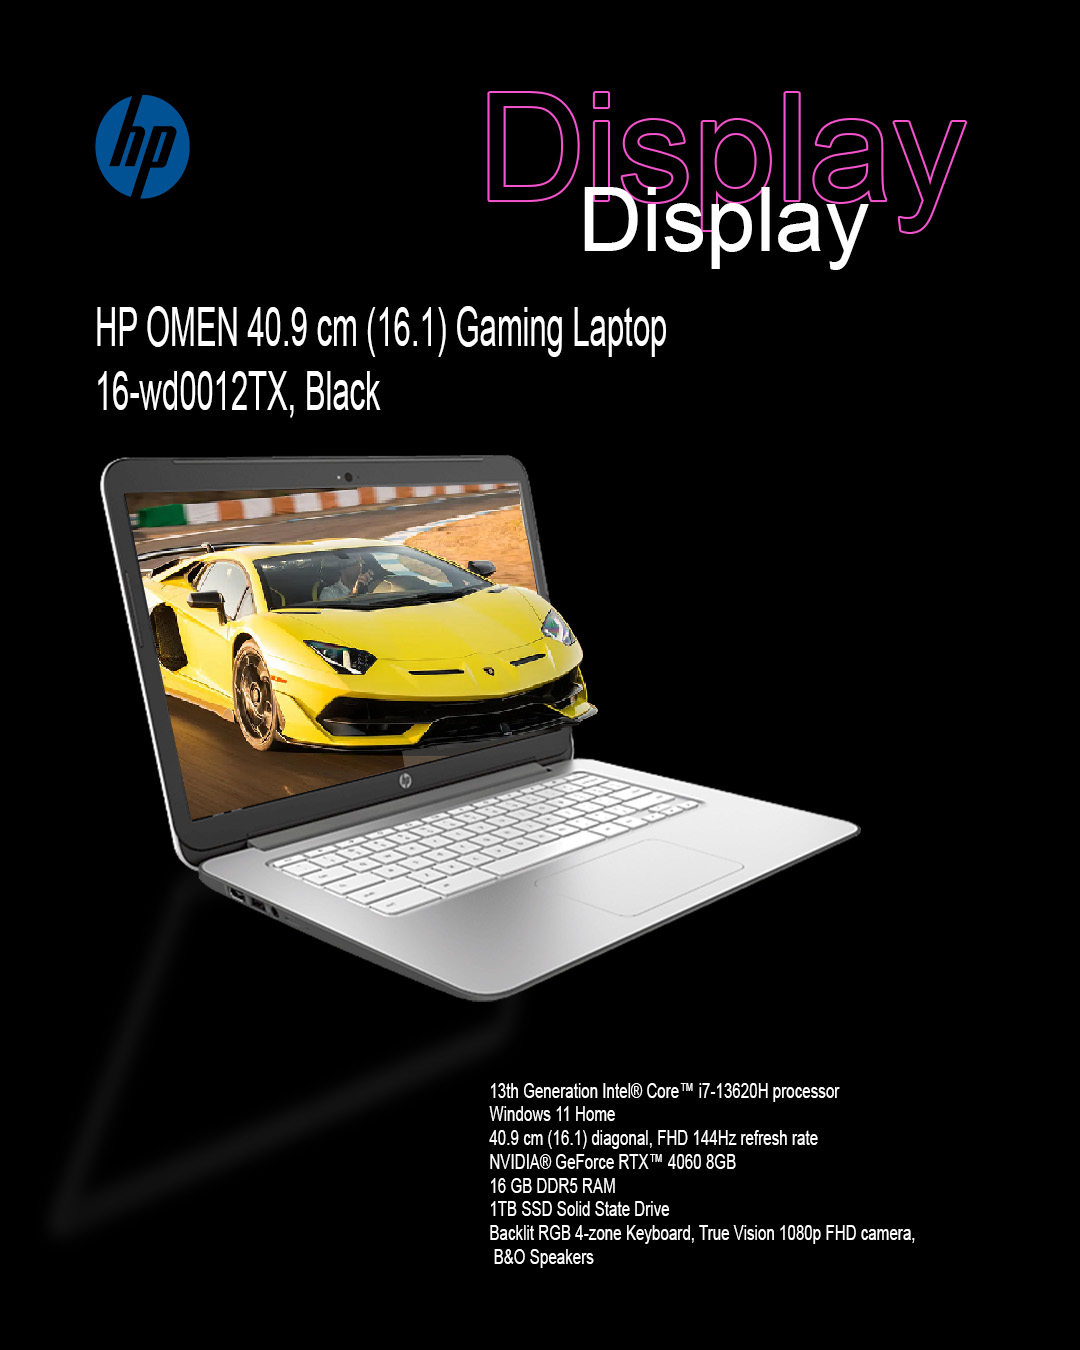 hp
Display
Display
HP OMEN 40.9 cm (16.1) Gaming Laptop
16-wd0012TX, Black
hp
13th Generation Intel® Core™ i7-13620H processor
Windows 11 Home
40.9 cm (16.1) diagonal, FHD 144Hz refresh rate
NVIDIA® GeForce RTX™ 4060 8GB
16 GB DDR5 RAM
1TB SSD Solid State Drive
Backlit RGB 4-zone Keyboard, True Vision 1080p FHD camera,
B&O Speakers